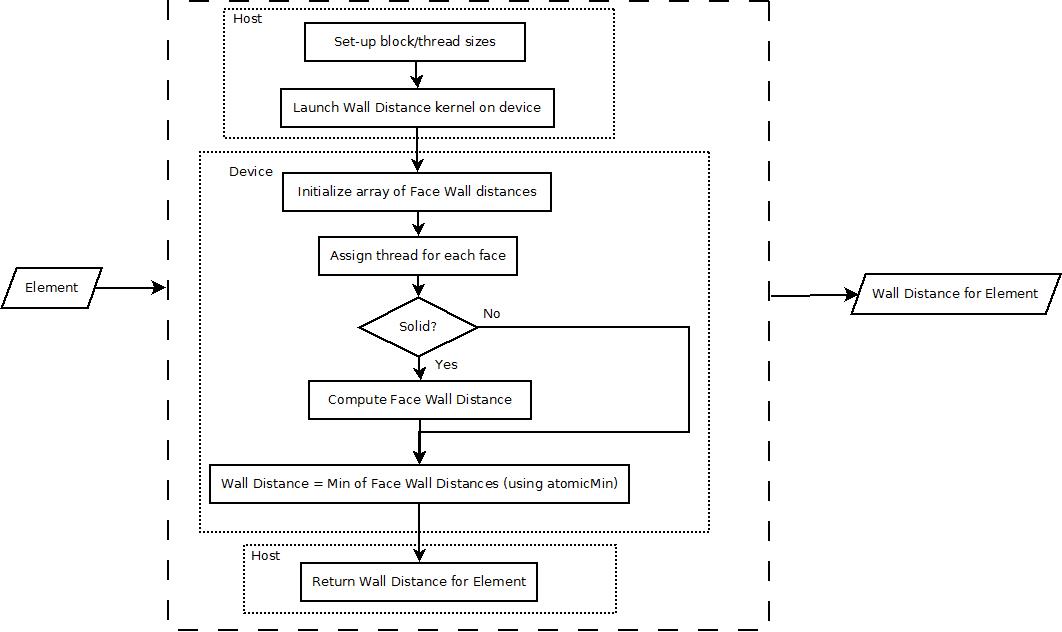 Host
Set-up block/thread sizes
Launch Wall Distance kernel on device
Device
Initialize array of Face Wall distances
Assign thread for each face
Solid?
No
Yes
Element
Wall Distance for Element
Compute Face Wall Distance
Wall Distance = Min of Face Wall Distances (using atomicMin)
Host
Return Wall Distance for Element